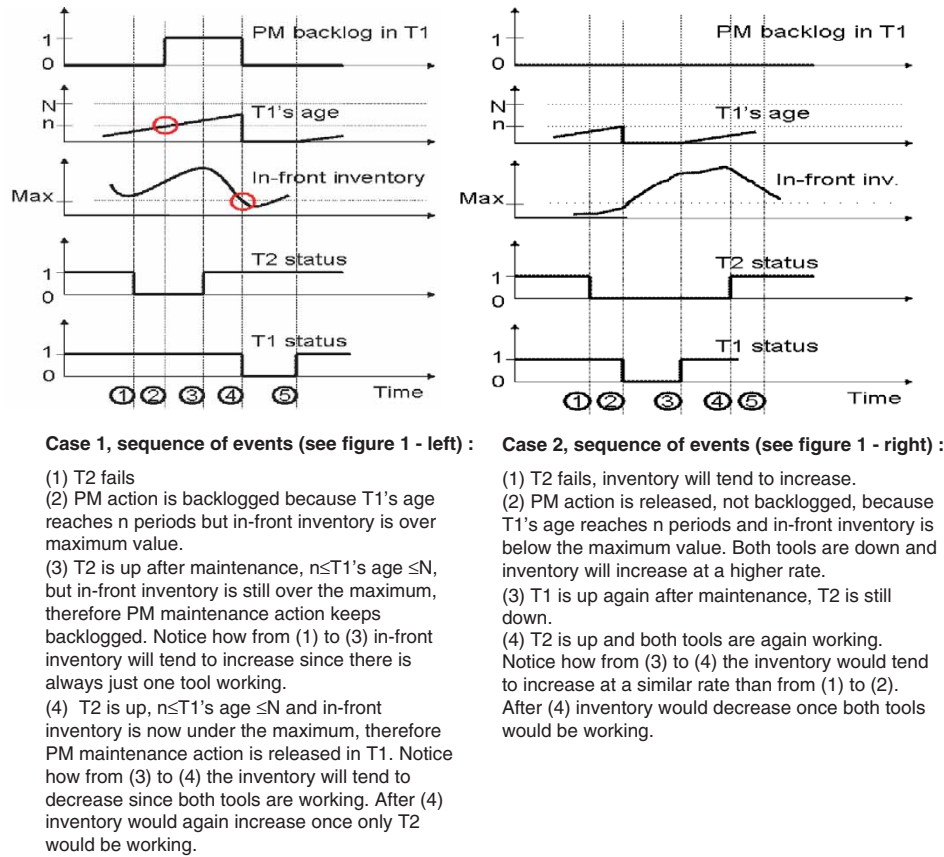 PM backlog in T1
1
0
N
n
T1's age
In-front inventory
Max
T2 status
1
0
T1 status
1
0
Time
1 2 3 4 5
PM backlog in T1
1
0
N
n
T1's age
In-front inv.
Max
T2 status
1
0
T1 status
1
0
Time
1 2 3 4 5
Case 1, sequence of events (see figure 1 - left) :
(1) T2 fails
(2) PM action is backlogged because T1's age
reaches n periods but in-front inventory is over
maximum value.
(3) T2 is up after maintenance, n≤T1's age ≤N,
but in-front inventory is still over the maximum,
therefore PM maintenance action keeps
backlogged. Notice how from (1) to (3) in-front
inventory will tend to increase since there is
always just one tool working.
(4) T2 is up, n≤T1's age ≤N and in-front
inventory is now under the maximum, therefore
PM maintenance action is released in T1. Notice
how from (3) to (4) the inventory will tend to
decrease since both tools are working. After (4)
inventory would again increase once only T2
would be working.
Case 2, sequence of events (see figure 1 - right) :
(1) T2 fails, inventory will tend to increase.
(2) PM action is released, not backlogged, because
T1's age reaches n periods and in-front inventory is
below the maximum value. Both tools are down and
inventory will increase at a higher rate.
(3) T1 is up again after maintenance, T2 is still
down.
(4) T2 is up and both tools are again working.
Notice how from (3) to (4) the inventory would tend
to increase at a similar rate than from (1) to (2).
After (4) inventory would decrease once both tools
would be working.